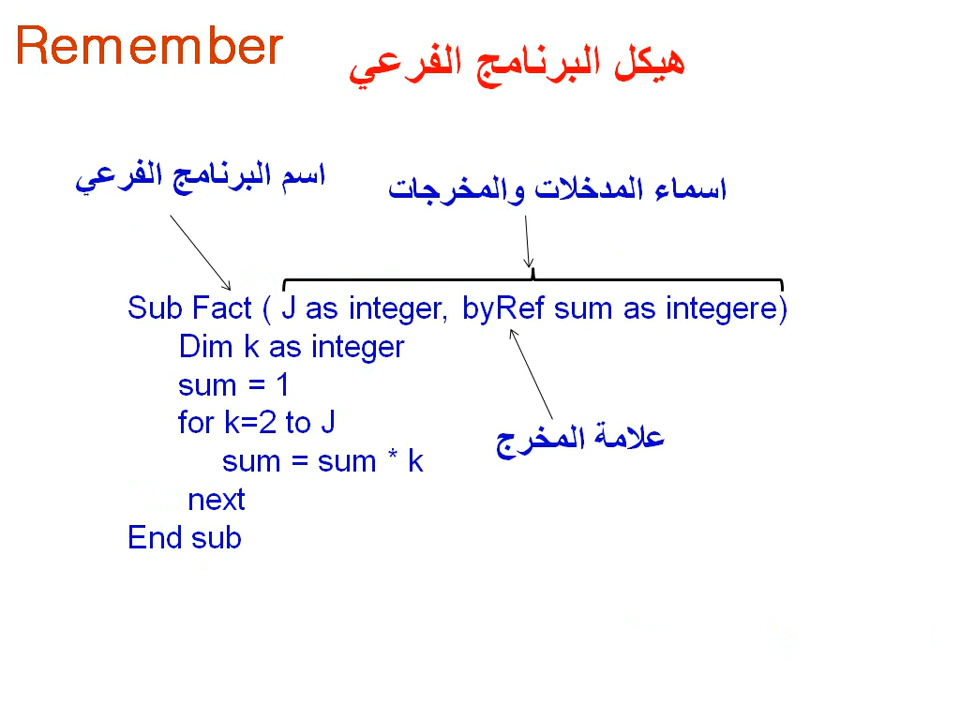 Remember
هيكل البرنامج الفرعي
اسم البرنامج الفرعي
اسماء المدخلات والمخرجات
Sub Fact ( J as integer, byRef sum as integere)
Dim k as integer
sum = 1
for k=2 to J
علامة المخرج
sum = sum * k
next
End sub